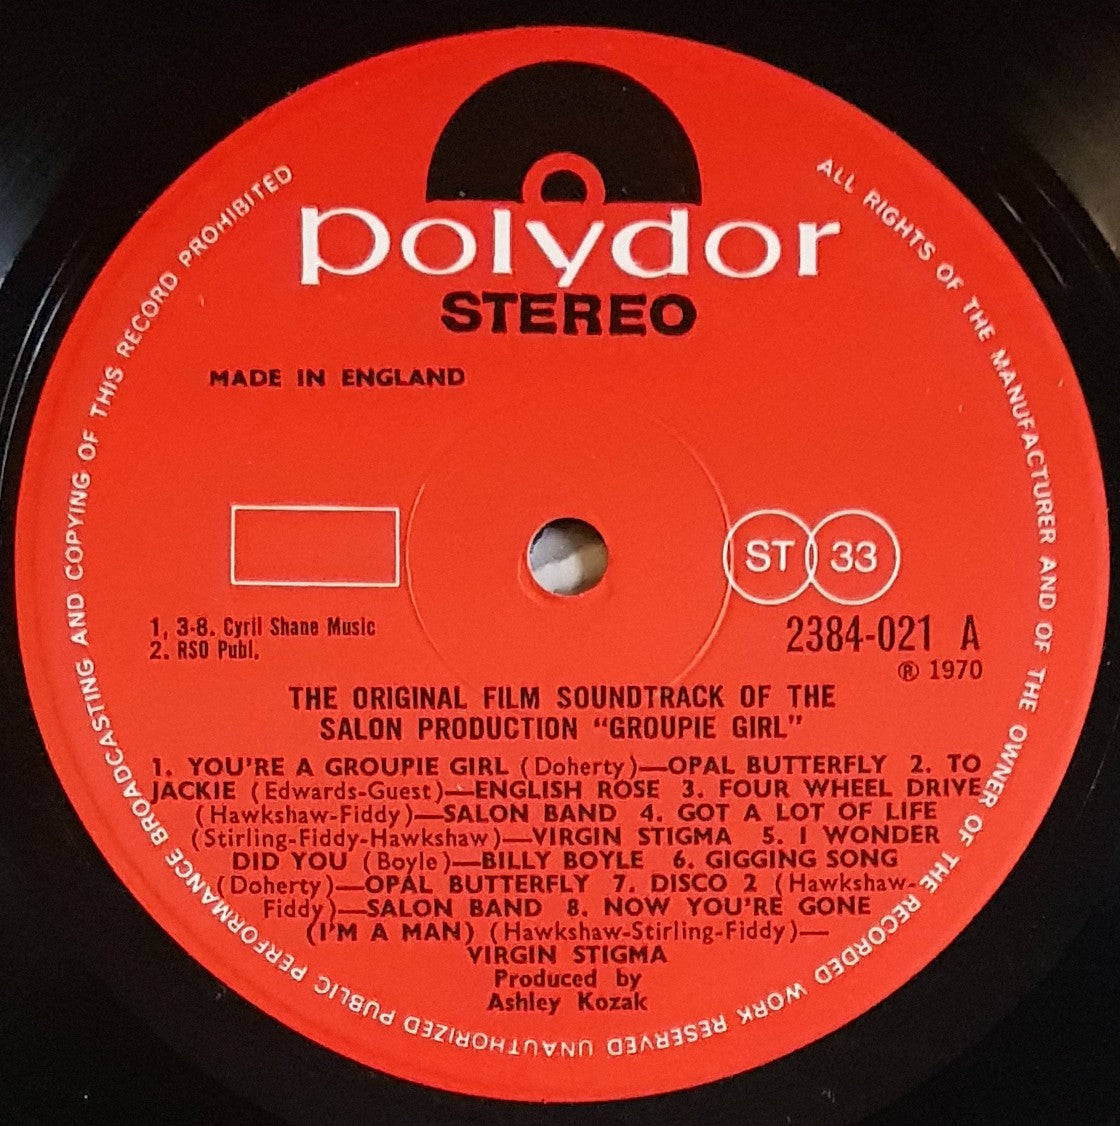 polydor
STEREO
MADE IN ENGLAND
ST 33
1, 3-8. Cyril Shane Music
2. RSO Publ.
2384-021 A
℗ 1970
THE ORIGINAL FILM SOUNDTRACK OF THE
SALON PRODUCTION "GROUPIE GIRL"
1. YOU'RE A GROUPIE GIRL (Doherty)—OPAL BUTTERFLY 2. TO
JACKIE (Edwards-Guest)—ENGLISH ROSE 3. FOUR WHEEL DRIVE
(Hawkshaw-Fiddy)—SALON BAND 4. GOT A LOT OF LIFE
(Stirling-Fiddy-Hawkshaw)—VIRGIN STIGMA 5. I WONDER
DID YOU (Boyle)—BILLY BOYLE 6. GIGGING SONG
(Doherty)—OPAL BUTTERFLY 7. DISCO 2 (Hawkshaw-
Fiddy)—SALON BAND 8. NOW YOU'RE GONE
(I'M A MAN) (Hawkshaw-Stirling-Fiddy)—
VIRGIN STIGMA
Produced by
Ashley Kozak
ALL RIGHTS OF THE MANUFACTURER AND OF THE OWNER OF THE RECORDED WORK RESERVED UNAUTHORIZED PUBLIC PERFORMANCE BROADCASTING AND COPYING OF THIS RECORD PROHIBITED